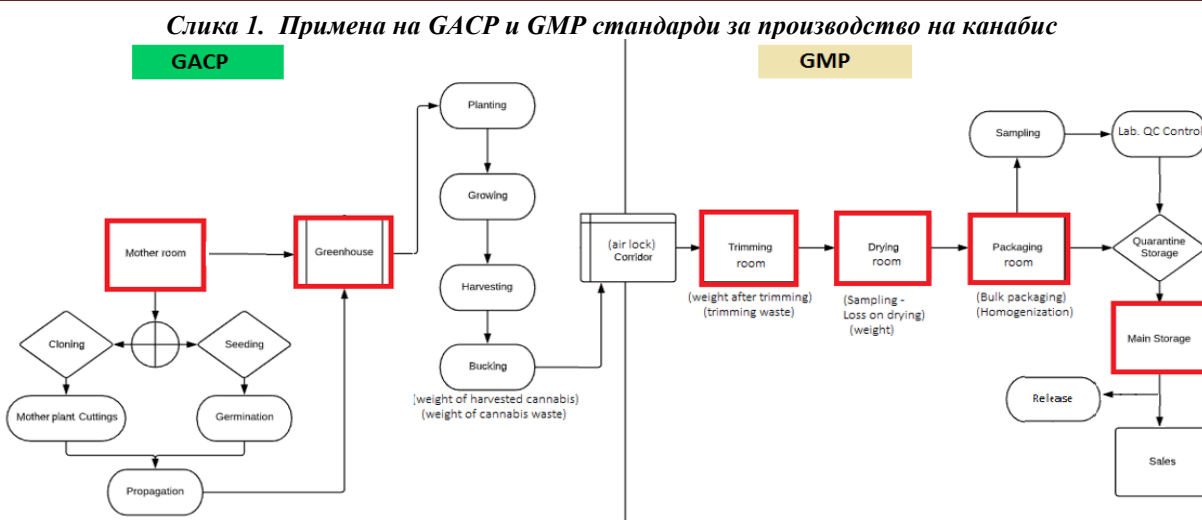 Слика 1. Примена на GACP и GMP стандарди за производство на канабис
GACP
GMP
Mother room
Cloning
Seeding
Mother plant Cuttings
Germination
Propagation
Greenhouse
Planting
Growing
Harvesting
Bucking
(weight of harvested cannabis)
(weight of cannabis waste)
(air lock)
Corridor
Trimming
room
(weight after trimming)
(trimming waste)
Drying
room
(Sampling -
Loss on drying)
(weight)
Packaging
room
(Bulk packaging)
(Homogenization)
Sampling
Lab. QC Control
Quarantine
Storage
Main Storage
Release
Sales